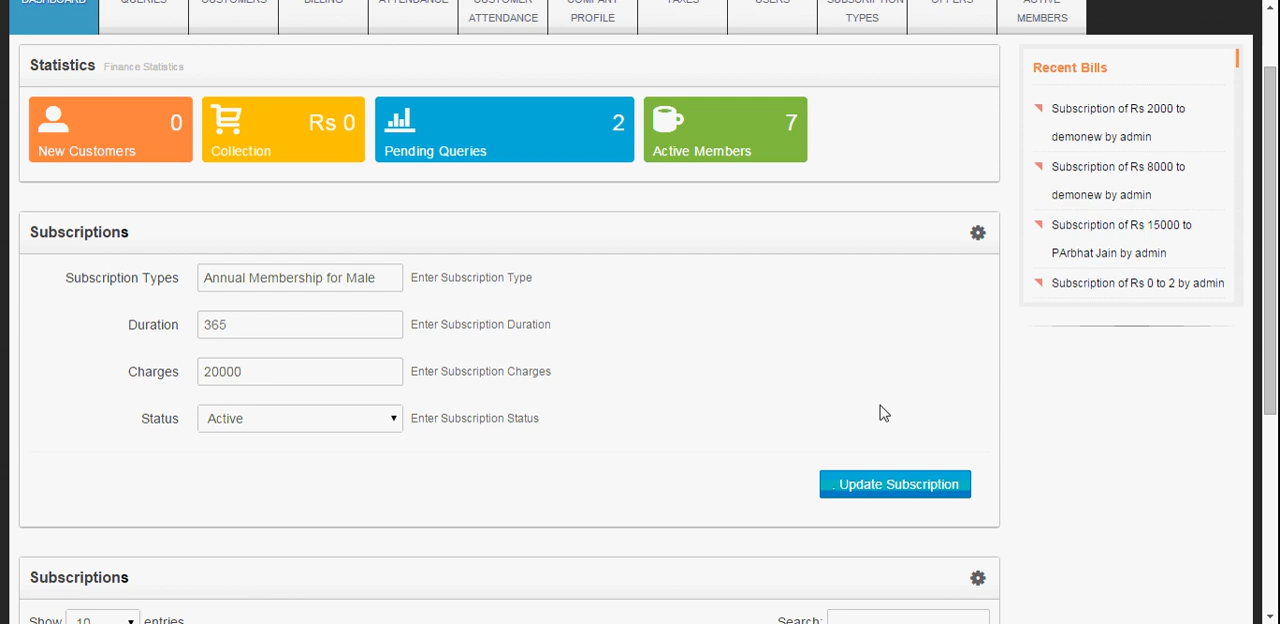 DASHBOARD QUERIES CUSTOMERS BILLING ATTENDANCE CUSTOMER COMPANY TAXES USERS SUBSCRIPTION OFFERS ACTIVE
ATTENDANCE PROFILE TYPES MEMBERS
Statistics Finance Statistics
0
New Customers
Rs 0
Collection
2
Pending Queries
7
Active Members
Subscriptions
Subscription Types Annual Membership for Male Enter Subscription Type
Duration 365 Enter Subscription Duration
Charges 20000 Enter Subscription Charges
Status Active Enter Subscription Status
. Update Subscription
Subscriptions
Show 10 entries Search:
Recent Bills
Subscription of Rs 2000 to
demonew by admin
Subscription of Rs 8000 to
demonew by admin
Subscription of Rs 15000 to
PArbhat Jain by admin
Subscription of Rs 0 to 2 by admin